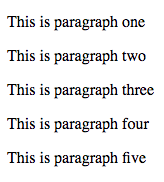 This is paragraph one
This is paragraph two
This is paragraph three
This is paragraph four
This is paragraph five